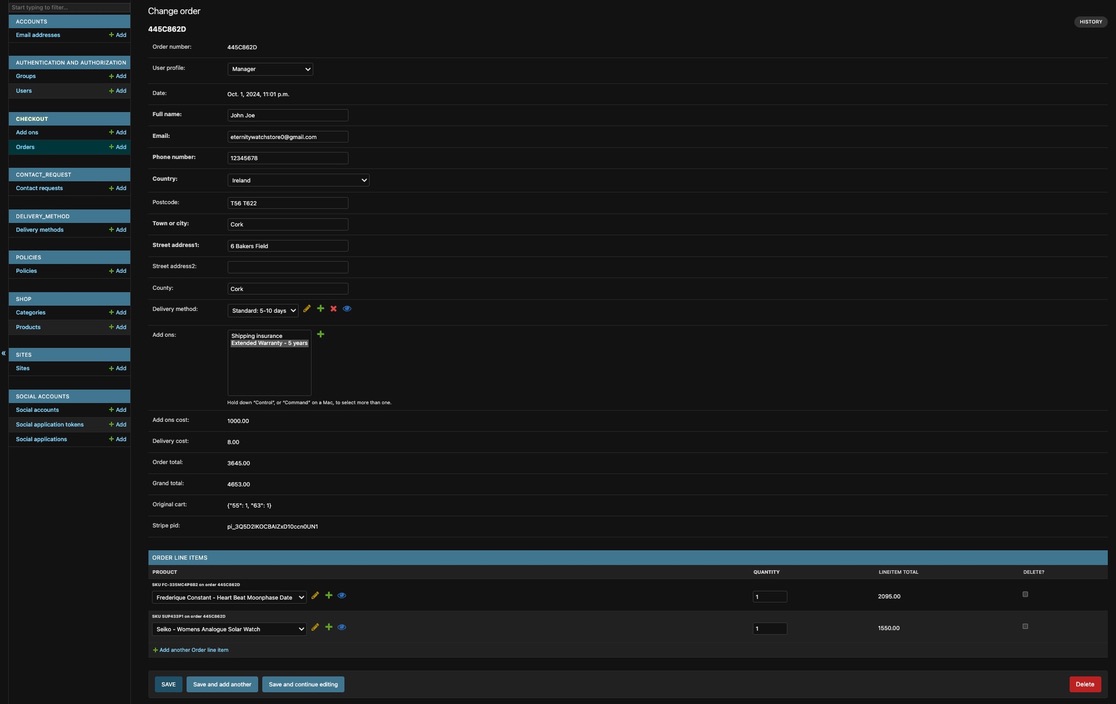 Start typing to filter...
ACCOUNTS
Email addresses + Add
AUTHENTICATION AND AUTHORIZATION
Groups + Add
Users + Add
CHECKOUT
Add ons + Add
Orders + Add
CONTACT_REQUEST
Contact requests + Add
DELIVERY_METHOD
Delivery methods + Add
POLICIES
Policies + Add
SHOP
Categories + Add
Products + Add
SITES
Sites + Add
SOCIAL ACCOUNTS
Social accounts + Add
Social application tokens + Add
Social applications + Add
«
Change order
HISTORY
445C862D
Order number: 445C862D
User profile: Manager
Date: Oct. 1, 2024, 11:01 p.m.
Full name: John Joe
Email: eternitywatchstore0@gmail.com
Phone number: 12345678
Country: Ireland
Postcode: T56 T622
Town or city: Cork
Street address1: 6 Bakers Field
Street address2:
County: Cork
Delivery method: Standard: 5-10 days
Add ons: Shipping insurance
Extended Warranty - 5 years
Hold down "Control", or "Command" on a Mac, to select more than one.
Add ons cost: 1000.00
Delivery cost: 8.00
Order total: 3645.00
Grand total: 4653.00
Original cart: {"55": 1, "63": 1}
Stripe pid:
ORDER LINE ITEMS
PRODUCT QUANTITY LINEITEM TOTAL DELETE?
SKU FC-335MC4P6B2 on order 445C862D
Frederique Constant - Heart Beat Moonphase Date 1 2095.00
SKU SUP433P1 on order 445C862D
Seiko - Womens Analogue Solar Watch 1 1550.00
+ Add another Order line item
SAVE Save and add another Save and continue editing Delete